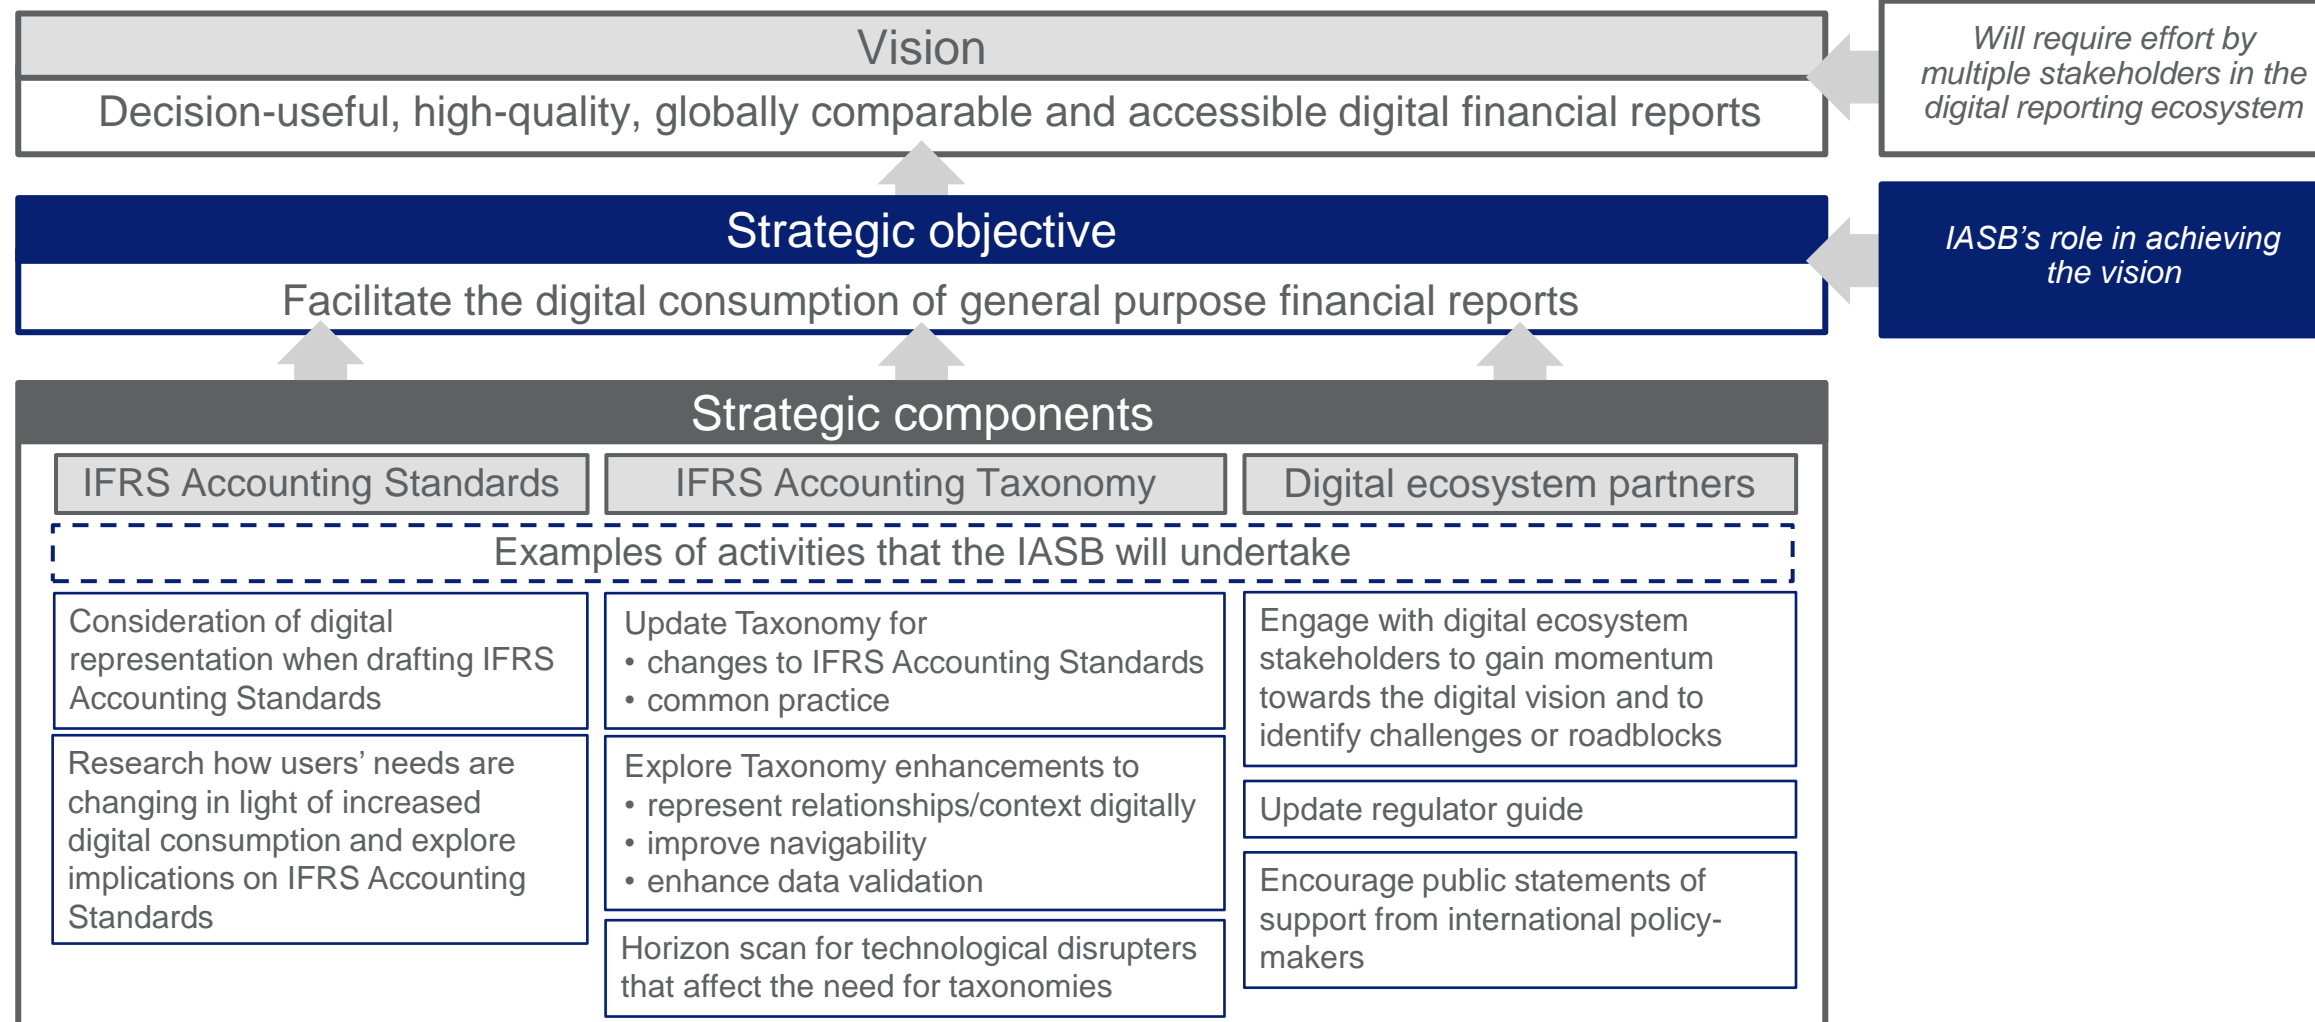 Vision
Decision-useful, high-quality, globally comparable and accessible digital financial reports
Will require effort by
multiple stakeholders in the
digital reporting ecosystem
Strategic objective
Facilitate the digital consumption of general purpose financial reports
IASB’s role in achieving
the vision
Strategic components
IFRS Accounting Standards
IFRS Accounting Taxonomy
Digital ecosystem partners
Examples of activities that the IASB will undertake
Consideration of digital
representation when drafting IFRS
Accounting Standards
Research how users’ needs are
changing in light of increased
digital consumption and explore
implications on IFRS Accounting
Standards
Update Taxonomy for
• changes to IFRS Accounting Standards
• common practice
Explore Taxonomy enhancements to
• represent relationships/context digitally
• improve navigability
• enhance data validation
Horizon scan for technological disrupters
that affect the need for taxonomies
Engage with digital ecosystem
stakeholders to gain momentum
towards the digital vision and to
identify challenges or roadblocks
Update regulator guide
Encourage public statements of
support from international policy-
makers